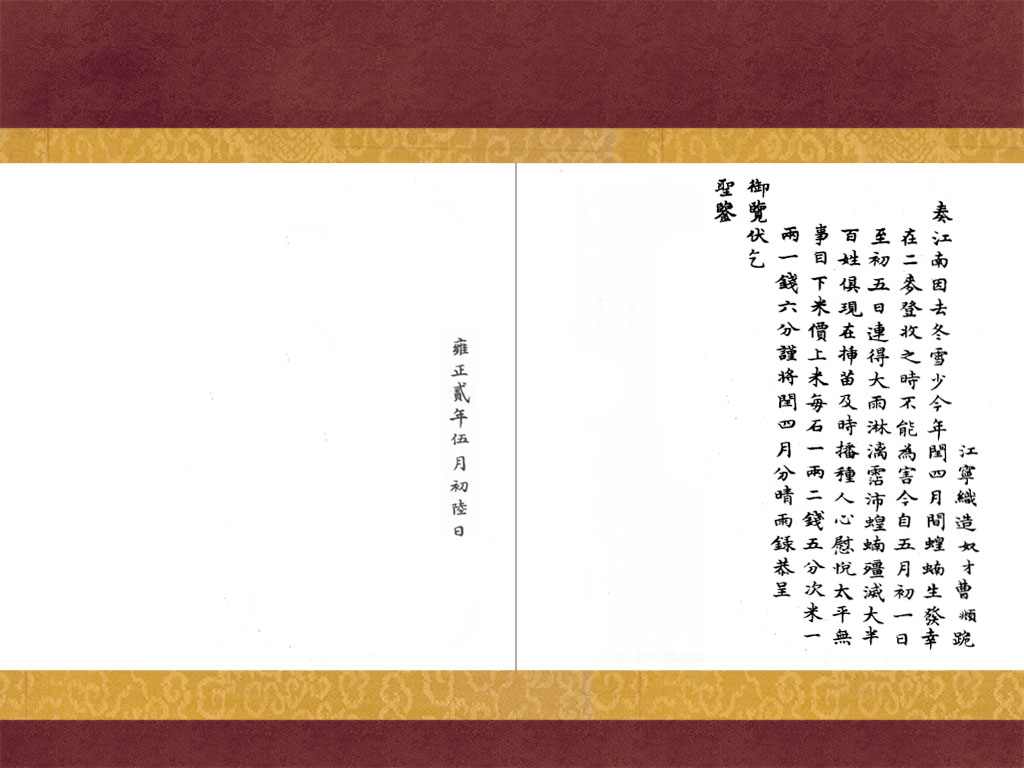 江寧織造奴才曹頫跪
奏江南因去冬雪少今年閏四月間蝗蝻生發幸
在二麥登收之時不能為害今自五月初一日
至初五日連得大雨淋漓霑沛蝗蝻殭滅大半
百姓俱現在揷苗及時播種人心慰悅太平無
事目下米價上米每石一兩二錢五分次米一
兩一錢六分謹將閏四月分晴雨錄恭呈
御覽伏乞
聖鑒
雍正貳年伍月初陸日